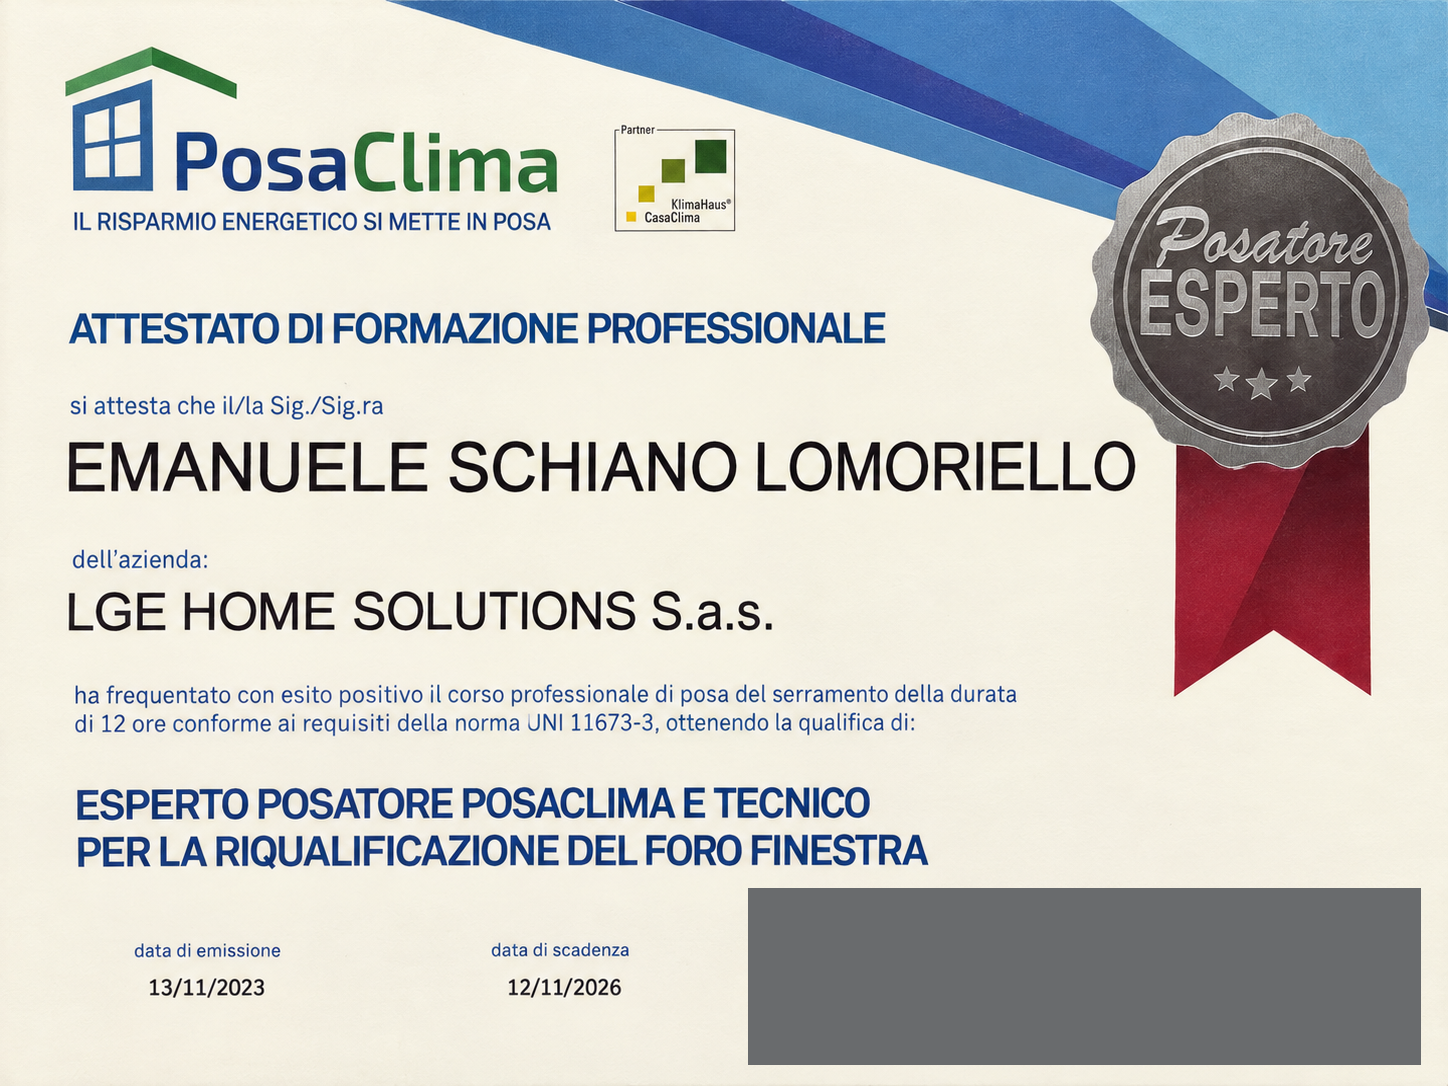 PosaClima
IL RISPARMIO ENERGETICO SI METTE IN POSA
Partner
KlimaHaus®
CasaClima
Posatore
ESPERTO
ATTESTATO DI FORMAZIONE PROFESSIONALE
si attesta che il/la Sig./Sig.ra
EMANUELE SCHIANO LOMORIELLO
dell'azienda:
LGE HOME SOLUTIONS S.a.s.
ha frequentato con esito positivo il corso professionale di posa del serramento della durata
di 12 ore conforme ai requisiti della norma UNI 11673-3, ottenendo la qualifica di:
ESPERTO POSATORE POSACLIMA E TECNICO
PER LA RIQUALIFICAZIONE DEL FORO FINESTRA
data di emissione
13/11/2023
data di scadenza
12/11/2026